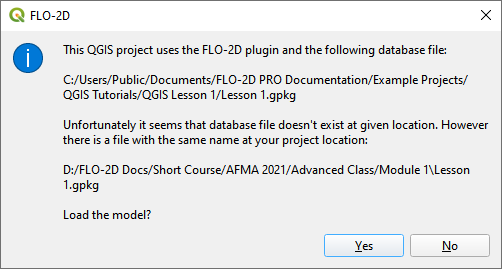 FLO-2D
This QGIS project uses the FLO-2D plugin and the following database file:
C:/Users/Public/Documents/FLO-2D PRO Documentation/Example Projects/
QGIS Tutorials/QGIS Lesson 1/Lesson 1.gpkg
Unfortunately it seems that database file doesn't exist at given location. However
there is a file with the same name at your project location:
D:/FLO-2D Docs/Short Course/AFMA 2021/Advanced Class/Module 1\Lesson
1.gpkg
Load the model?
Yes
No